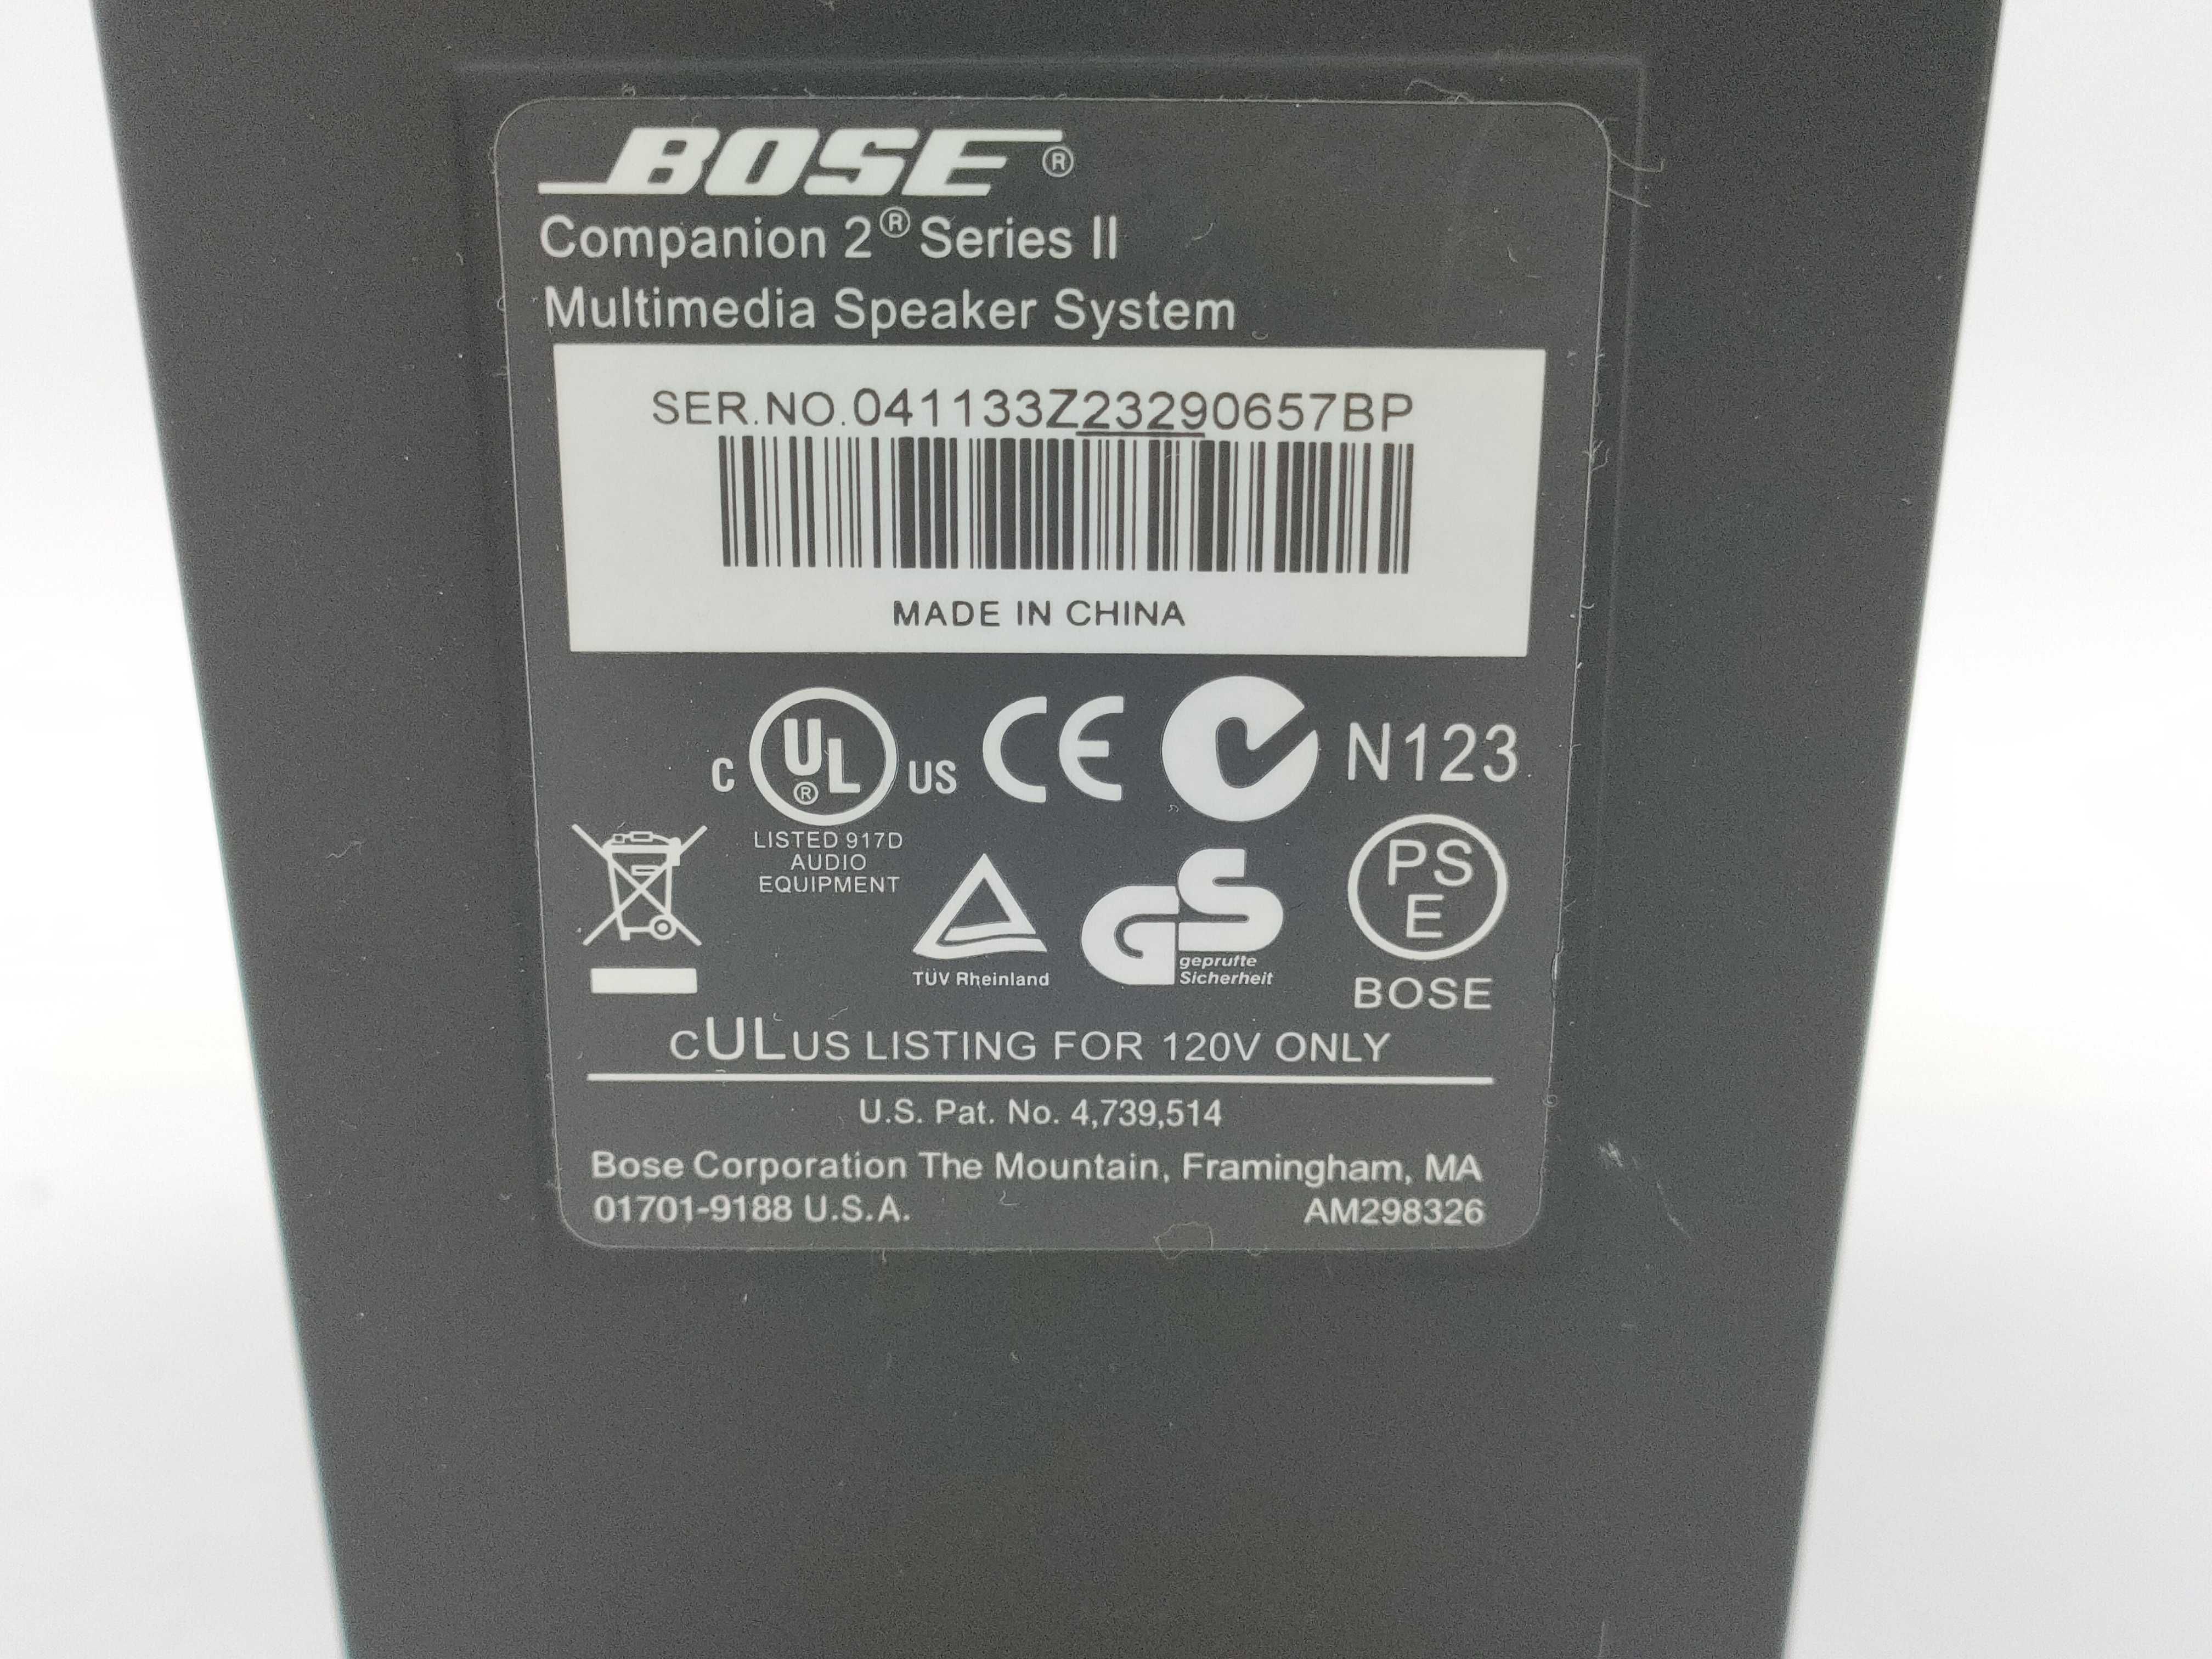 BOSE®
Companion 2® Series II
Multimedia Speaker System
SER.NO.041133Z23290657BP
MADE IN CHINA
C UL® US CE N123
LISTED 917D
AUDIO
EQUIPMENT
TÜV Rheinland
GS
geprüfte
Sicherheit
PS
E
BOSE
CULUS LISTING FOR 120V ONLY
U.S. Pat. No. 4,739,514
Bose Corporation The Mountain, Framingham, MA
01701-9188 U.S.A. AM298326